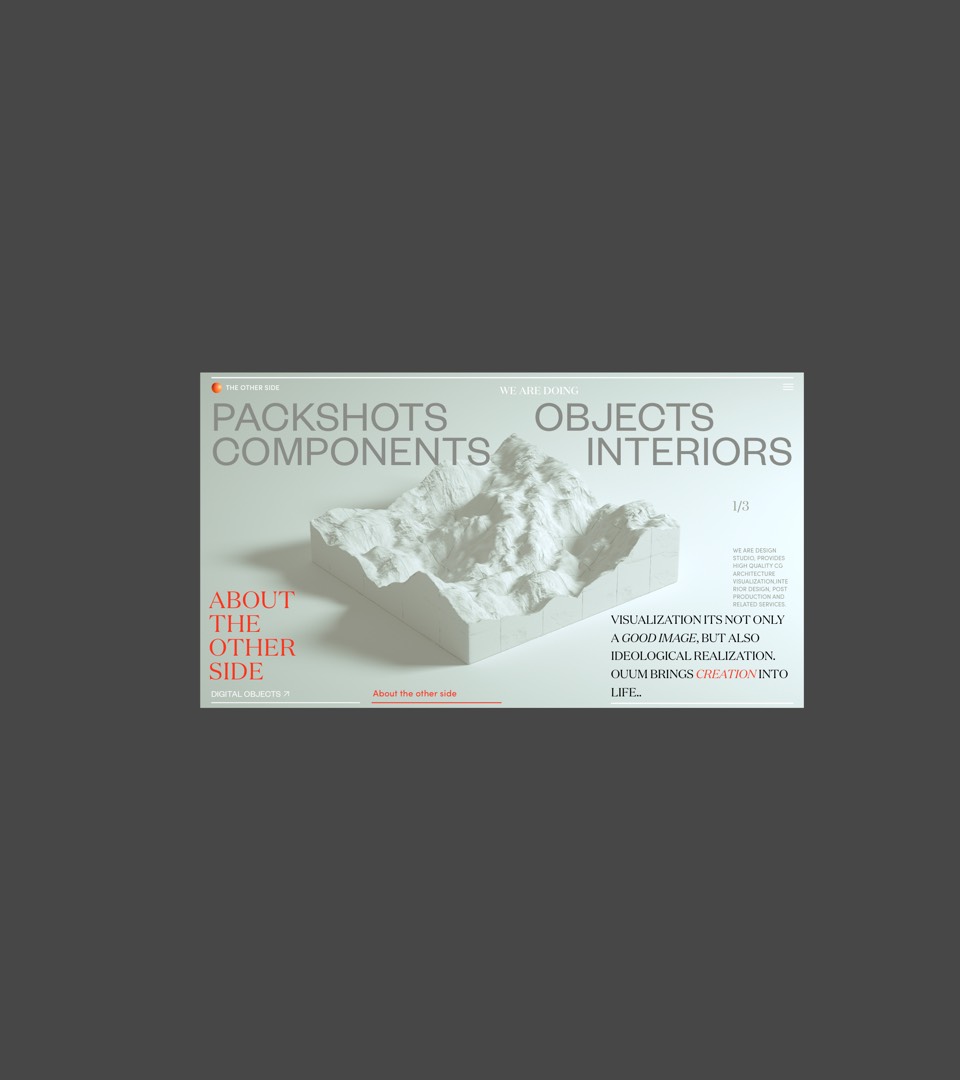 THE OTHER SIDE
WE ARE DOING
PACKSHOTS OBJECTS
COMPONENTS INTERIORS
1/3
WE ARE DESIGN
STUDIO, PROVIDES
HIGH QUALITY CG
ARCHITECTURE
VISUALIZATION,INTE
RIOR DESIGN, POST
PRODUCTION AND
RELATED SERVICES.
ABOUT
THE
OTHER
SIDE
DIGITAL OBJECTS
About the other side
VISUALIZATION ITS NOT ONLY
A GOOD IMAGE, BUT ALSO
IDEOLOGICAL REALIZATION.
OUUM BRINGS CREATION INTO
LIFE..